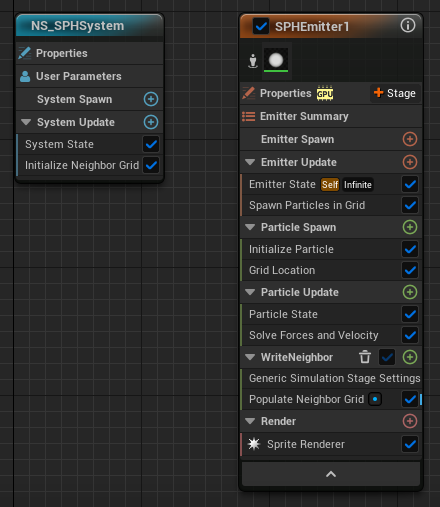 NS_SPHSystem
Properties
User Parameters
System Spawn
System Update
System State
Initialize Neighbor Grid
SPHEmitter1
Properties GPU + Stage
Emitter Summary
Emitter Spawn
Emitter Update
Emitter State Self Infinite
Spawn Particles in Grid
Particle Spawn
Initialize Particle
Grid Location
Particle Update
Particle State
Solve Forces and Velocity
WriteNeighbor
Generic Simulation Stage Settings
Populate Neighbor Grid
Render
Sprite Renderer